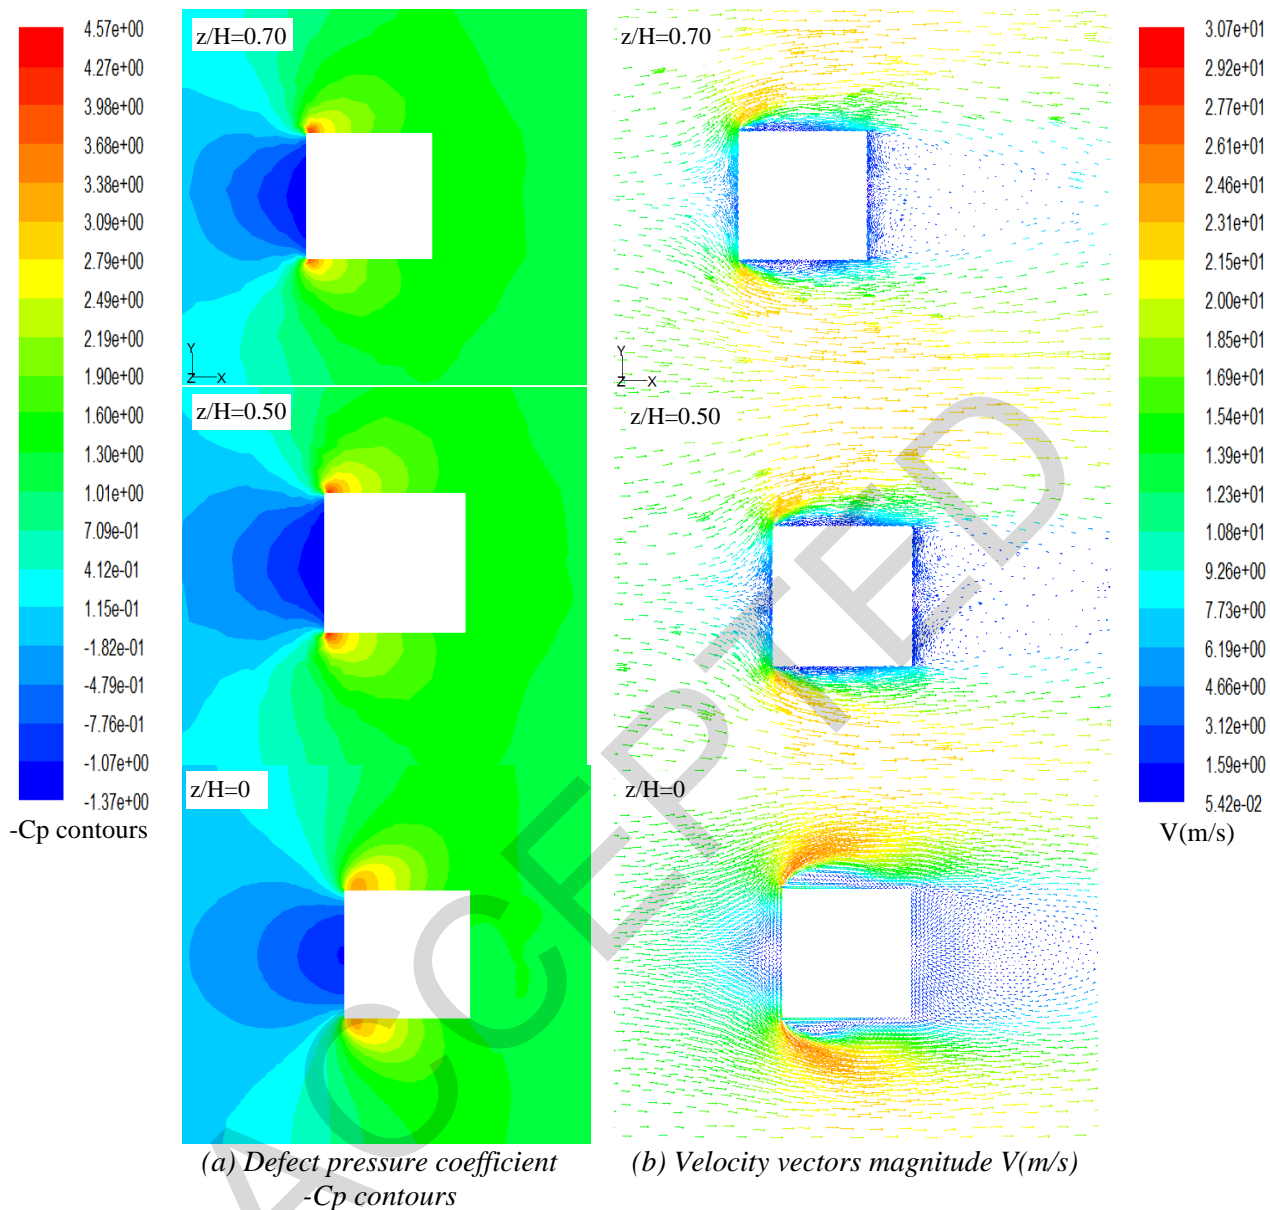 4.57e+00
4.27e+00
3.98e+00
3.68e+00
3.38e+00
3.09e+00
2.79e+00
2.49e+00
2.19e+00
1.90e+00
1.60e+00
1.30e+00
1.01e+00
7.09e-01
4.12e-01
1.15e-01
-1.82e-01
-4.79e-01
-7.76e-01
-1.07e+00
-1.37e+00
-Cp contours
z/H=0.70
Y
Z X
z/H=0.50
z/H=0
(a) Defect pressure coefficient
-Cp contours
z/H=0.70
Y
Z X
z/H=0.50
z/H=0
(b) Velocity vectors magnitude V(m/s)
3.07e+01
2.92e+01
2.77e+01
2.61e+01
2.46e+01
2.31e+01
2.15e+01
2.00e+01
1.85e+01
1.69e+01
1.54e+01
1.39e+01
1.23e+01
1.08e+01
9.26e+00
7.73e+00
6.19e+00
4.66e+00
3.12e+00
1.59e+00
5.42e-02
V(m/s)
ACCEPTED